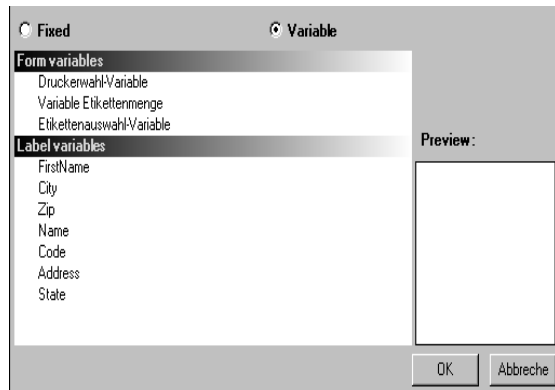 Fixed Variable
Form variables
Druckerwahl-Variable
Variable Etikettenmenge
Etikettenauswahl-Variable
Label variables
FirstName
City
Zip
Name
Code
Address
State
Preview:
OK Abbreche